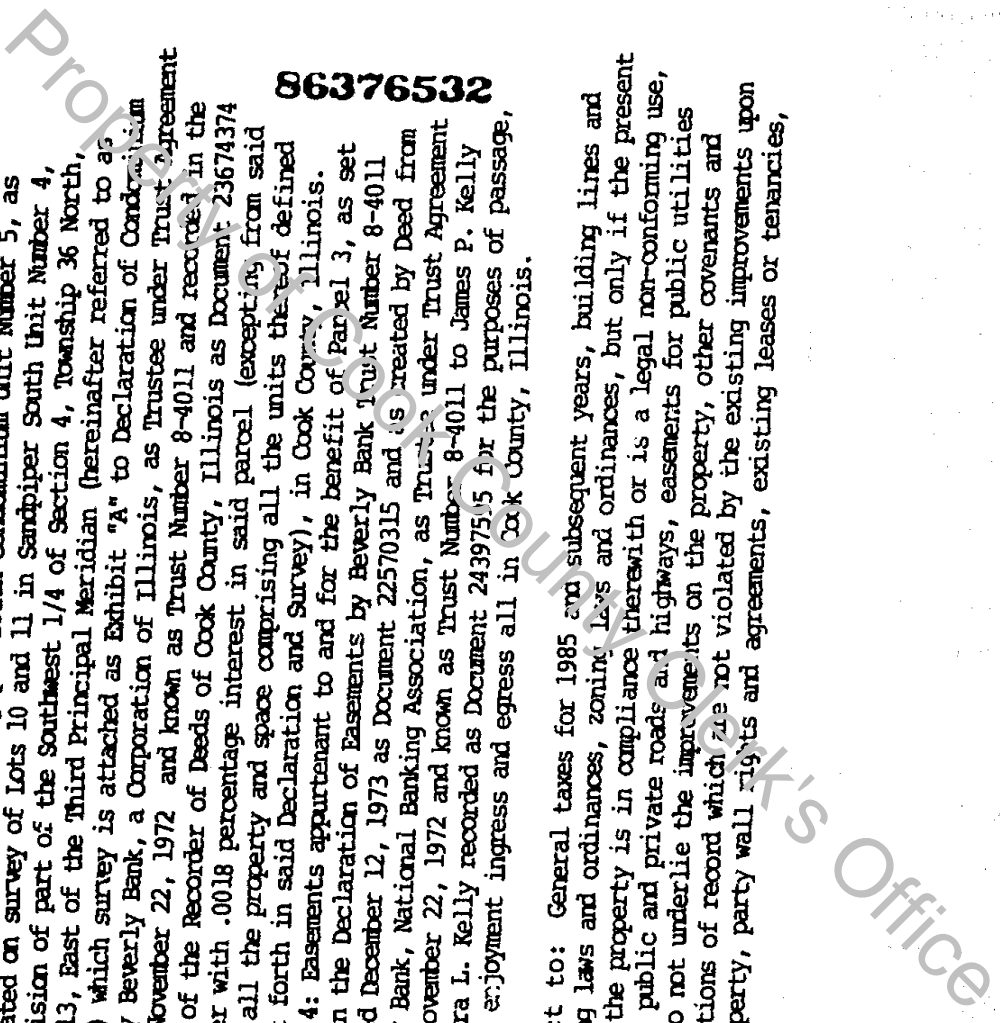 86376532
ated on survey of Lots 10 and 11 in Sandpiper South Unit Number 4,
ision of part of the Southwest 1/4 of Section 4, Township 36 North,
13, East of the Third Principal Meridian (hereinafter referred to as
which survey is attached as Exhibit "A" to Declaration of Condominium
Beverly Bank, a Corporation of Illinois, as Trustee under Trust Agreement
November 22, 1972 and known as Trust Number 8-4011 and recorded in the
of the Recorder of Deeds of Cook County, Illinois as Document 23674374
er with .0018 percentage interest in said parcel (excepting from said
all the property and space comprising all the units thereof defined
forth in said Declaration and Survey), in Cook County, Illinois.
4: Easements appurtenant to and for the benefit of Parcel 3, as set
n the Declaration of Easements by Beverly Bank Trust Number 8-4011
d December 12, 1973 as Document 22570315 and as created by Deed from
Bank, National Banking Association, as Trustee under Trust Agreement
ovember 22, 1972 and known as Trust Number 8-4011 to James P. Kelly
ra L. Kelly recorded as Document 24397595 for the purposes of passage,
enjoyment ingress and egress all in Cook County, Illinois.
t to: General taxes for 1985 and subsequent years, building lines and
g laws and ordinances, zoning laws and ordinances, but only if the present
the property is in compliance therewith or is a legal non-conforming use,
public and private roads and highways, easements for public utilities
o not underlie the improvements on the property, other covenants and
tions of record which are not violated by the existing improvements upon
perty, party wall rights and agreements, existing leases or tenancies,
Property of Cook County Clerk's Office